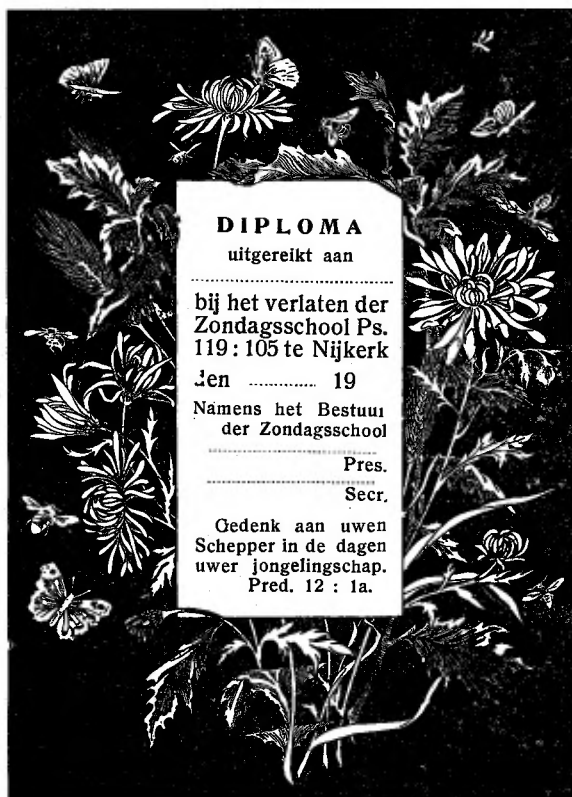 DIPLOMA
uitgereikt aan
bij het verlaten der
Zondagsschool Ps.
119 : 105 te Nijkerk
den ............ 19
Namens het Bestuur
der Zondagsschool
Pres.
Secr.
Gedenk aan uwen
Schepper in de dagen
uwer jongelingschap.
Pred. 12 : 1a.